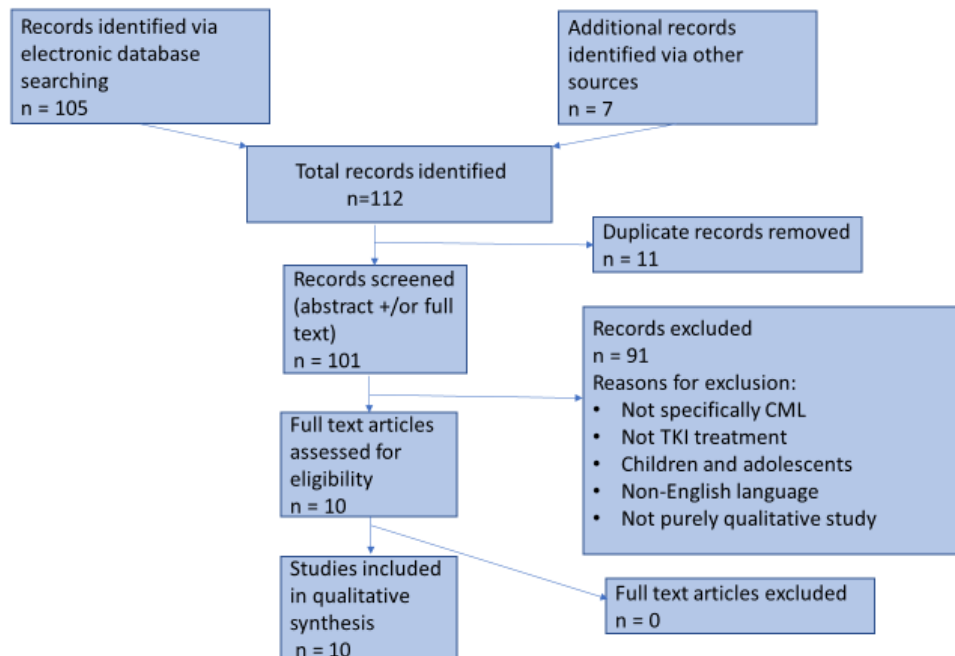 Records identified via
electronic database
searching
n = 105
Additional records
identified via other
sources
n = 7
Total records identified
n=112
Duplicate records removed
n = 11
Records screened
(abstract +/or full
text)
n = 101
Records excluded
n = 91
Reasons for exclusion:
• Not specifically CML
• Not TKI treatment
• Children and adolescents
• Non-English language
• Not purely qualitative study
Full text articles
assessed for
eligibility
n = 10
Full text articles excluded
n = 0
Studies included
in qualitative
synthesis
n = 10